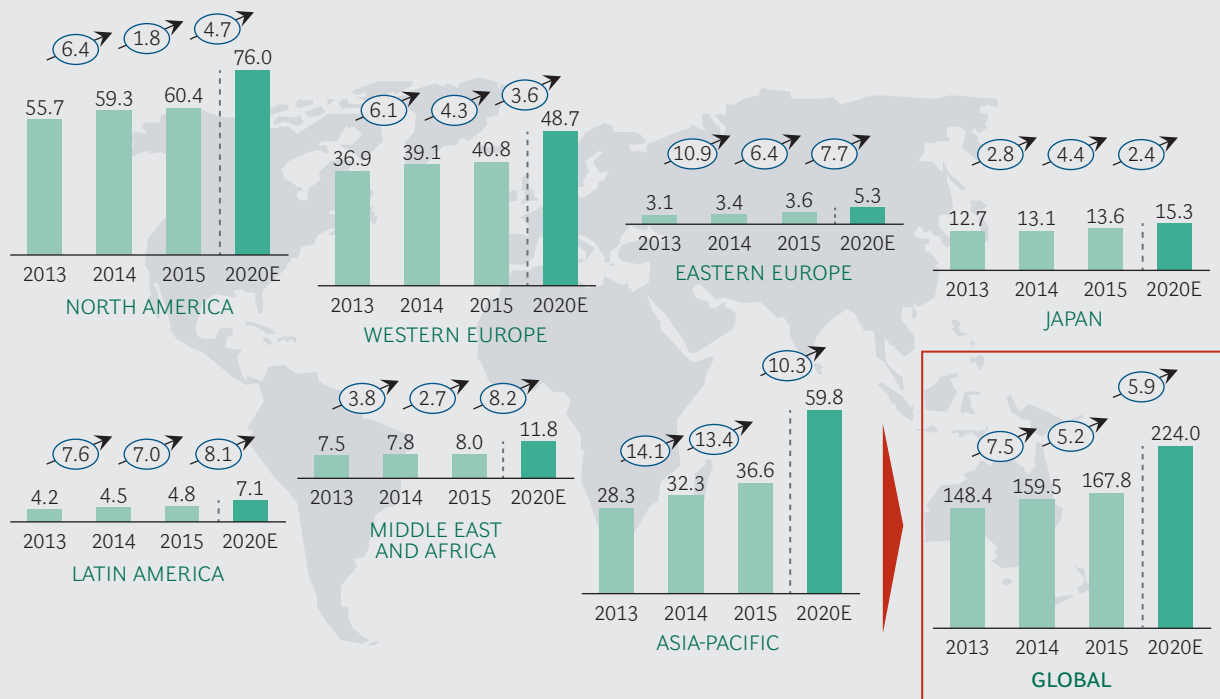 6.4 1.8 4.7
55.7 59.3 60.4 76.0
2013 2014 2015 2020E
NORTH AMERICA
6.1 4.3 3.6
36.9 39.1 40.8 48.7
2013 2014 2015 2020E
WESTERN EUROPE
10.9 6.4 7.7
3.1 3.4 3.6 5.3
2013 2014 2015 2020E
EASTERN EUROPE
2.8 4.4 2.4
12.7 13.1 13.6 15.3
2013 2014 2015 2020E
JAPAN
7.6 7.0 8.1
4.2 4.5 4.8 7.1
2013 2014 2015 2020E
LATIN AMERICA
3.8 2.7 8.2
7.5 7.8 8.0 11.8
2013 2014 2015 2020E
MIDDLE EAST
AND AFRICA
14.1 13.4 10.3
28.3 32.3 36.6 59.8
2013 2014 2015 2020E
ASIA-PACIFIC
7.5 5.2 5.9
148.4 159.5 167.8 224.0
2013 2014 2015 2020E
GLOBAL